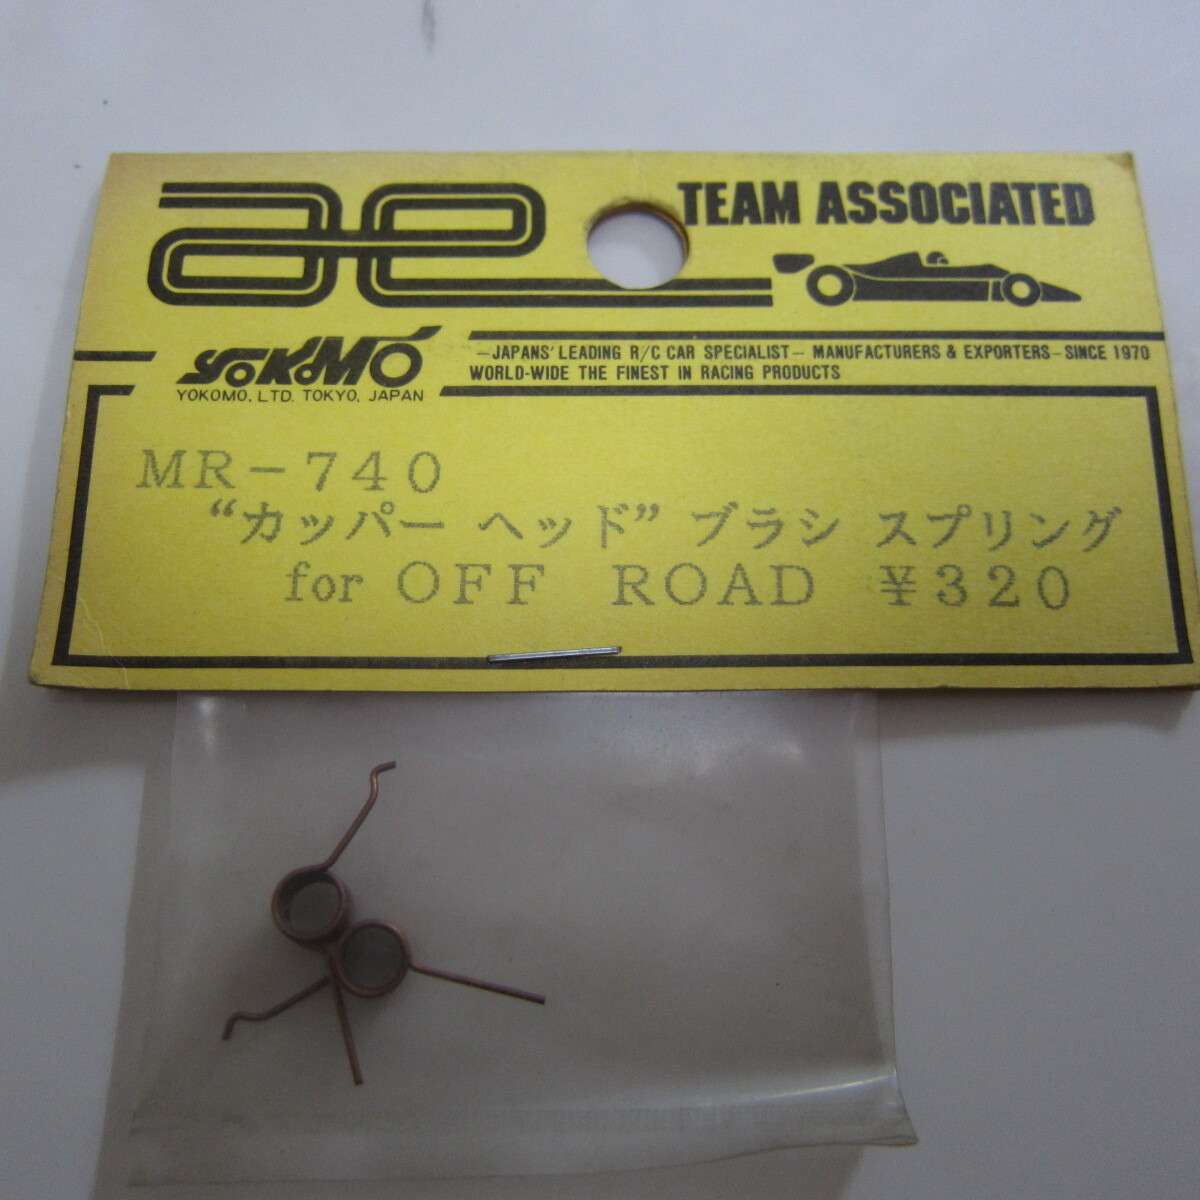 ae TEAM ASSOCIATED
YOKOMO
YOKOMO, LTD. TOKYO, JAPAN
–JAPANS' LEADING R/C CAR SPECIALIST– MANUFACTURERS & EXPORTERS–SINCE 1970
WORLD-WIDE THE FINEST IN RACING PRODUCTS
MR-740
“カッパー ヘッド” ブラシ スプリング
for OFF ROAD ¥320